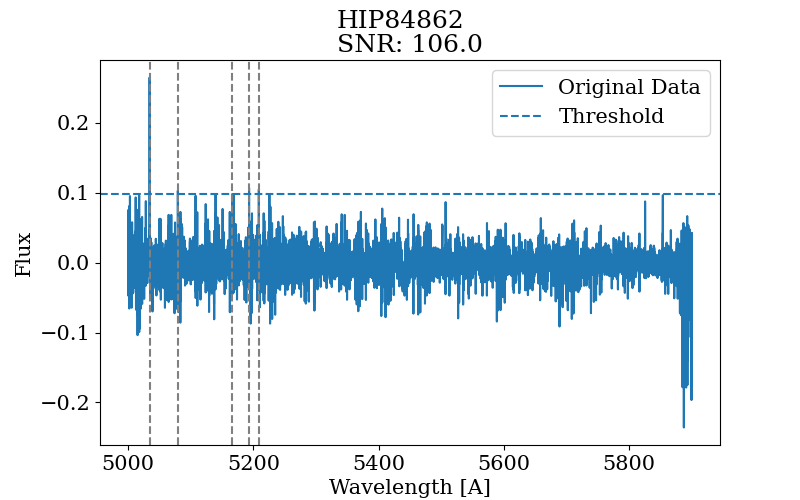 HIP84862
SNR: 106.0
Original Data
Threshold
Flux
0.2
0.1
0.0
−0.1
−0.2
5000 5200 5400 5600 5800
Wavelength [A]